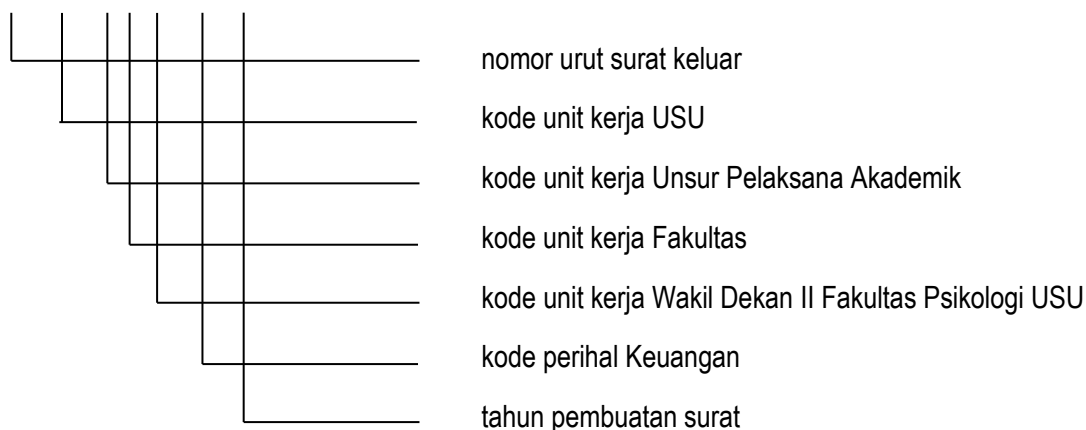 nomor urut surat keluar
kode unit kerja USU
kode unit kerja Unsur Pelaksana Akademik
kode unit kerja Fakultas
kode unit kerja Wakil Dekan II Fakultas Psikologi USU
kode perihal Keuangan
tahun pembuatan surat